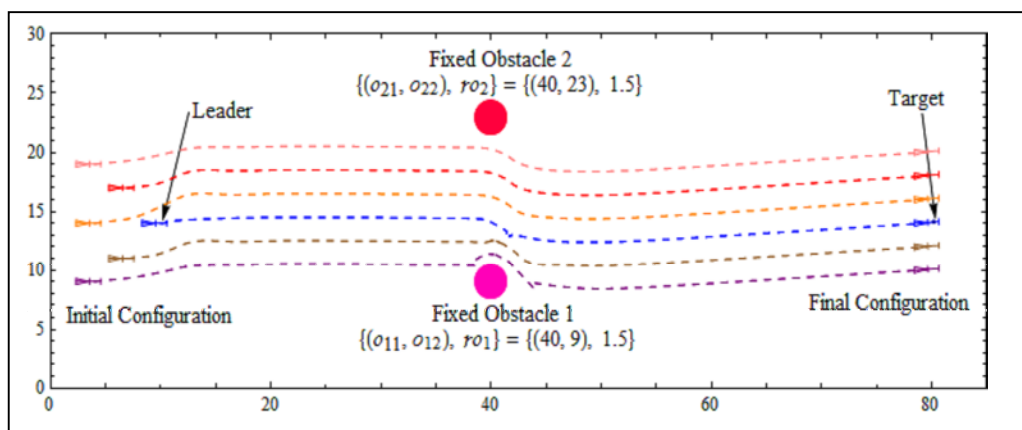 30
25
20
15
10
5
0
Fixed Obstacle 2
{(o21, o22), ro2} = {(40, 23), 1.5}
Leader
Target
Initial Configuration
Fixed Obstacle 1
{(o11, o12), ro1} = {(40, 9), 1.5}
Final Configuration
0 20 40 60 80